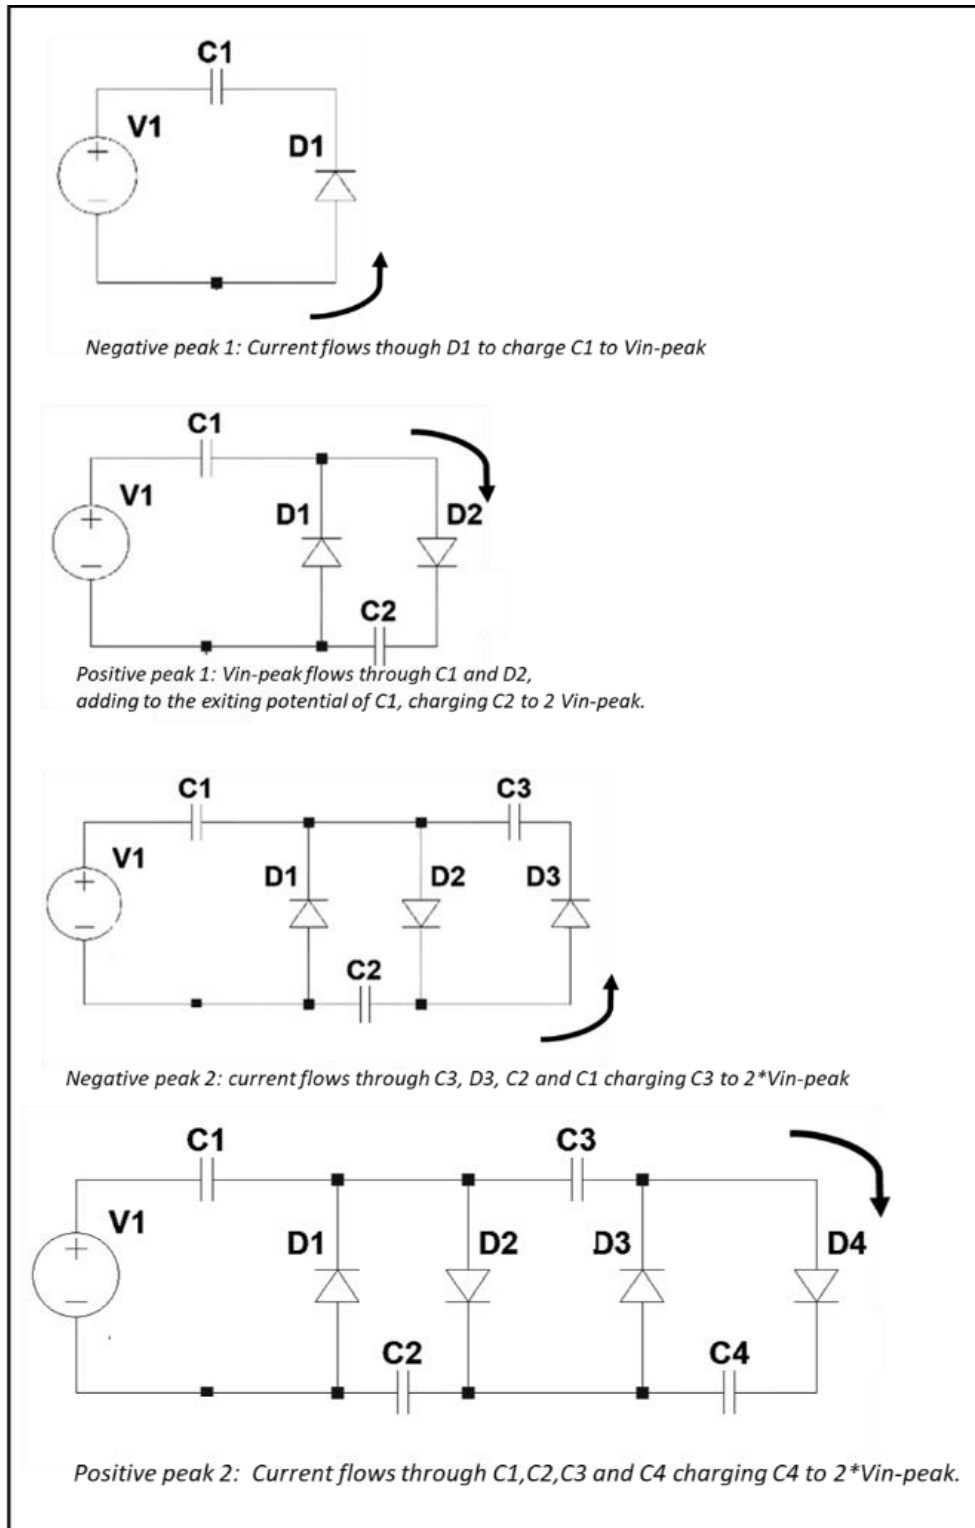 C1
V1
+
D1
−
Negative peak 1: Current flows though D1 to charge C1 to Vin-peak
C1
V1
+
D1
D2
−
C2
Positive peak 1: Vin-peak flows through C1 and D2,
adding to the exiting potential of C1, charging C2 to 2 Vin-peak.
C1
C3
V1
+
D1
D2
D3
−
C2
Negative peak 2: current flows through C3, D3, C2 and C1 charging C3 to 2*Vin-peak
C1
C3
V1
+
D1
D2
D3
D4
−
C2
C4
Positive peak 2: Current flows through C1,C2,C3 and C4 charging C4 to 2*Vin-peak.